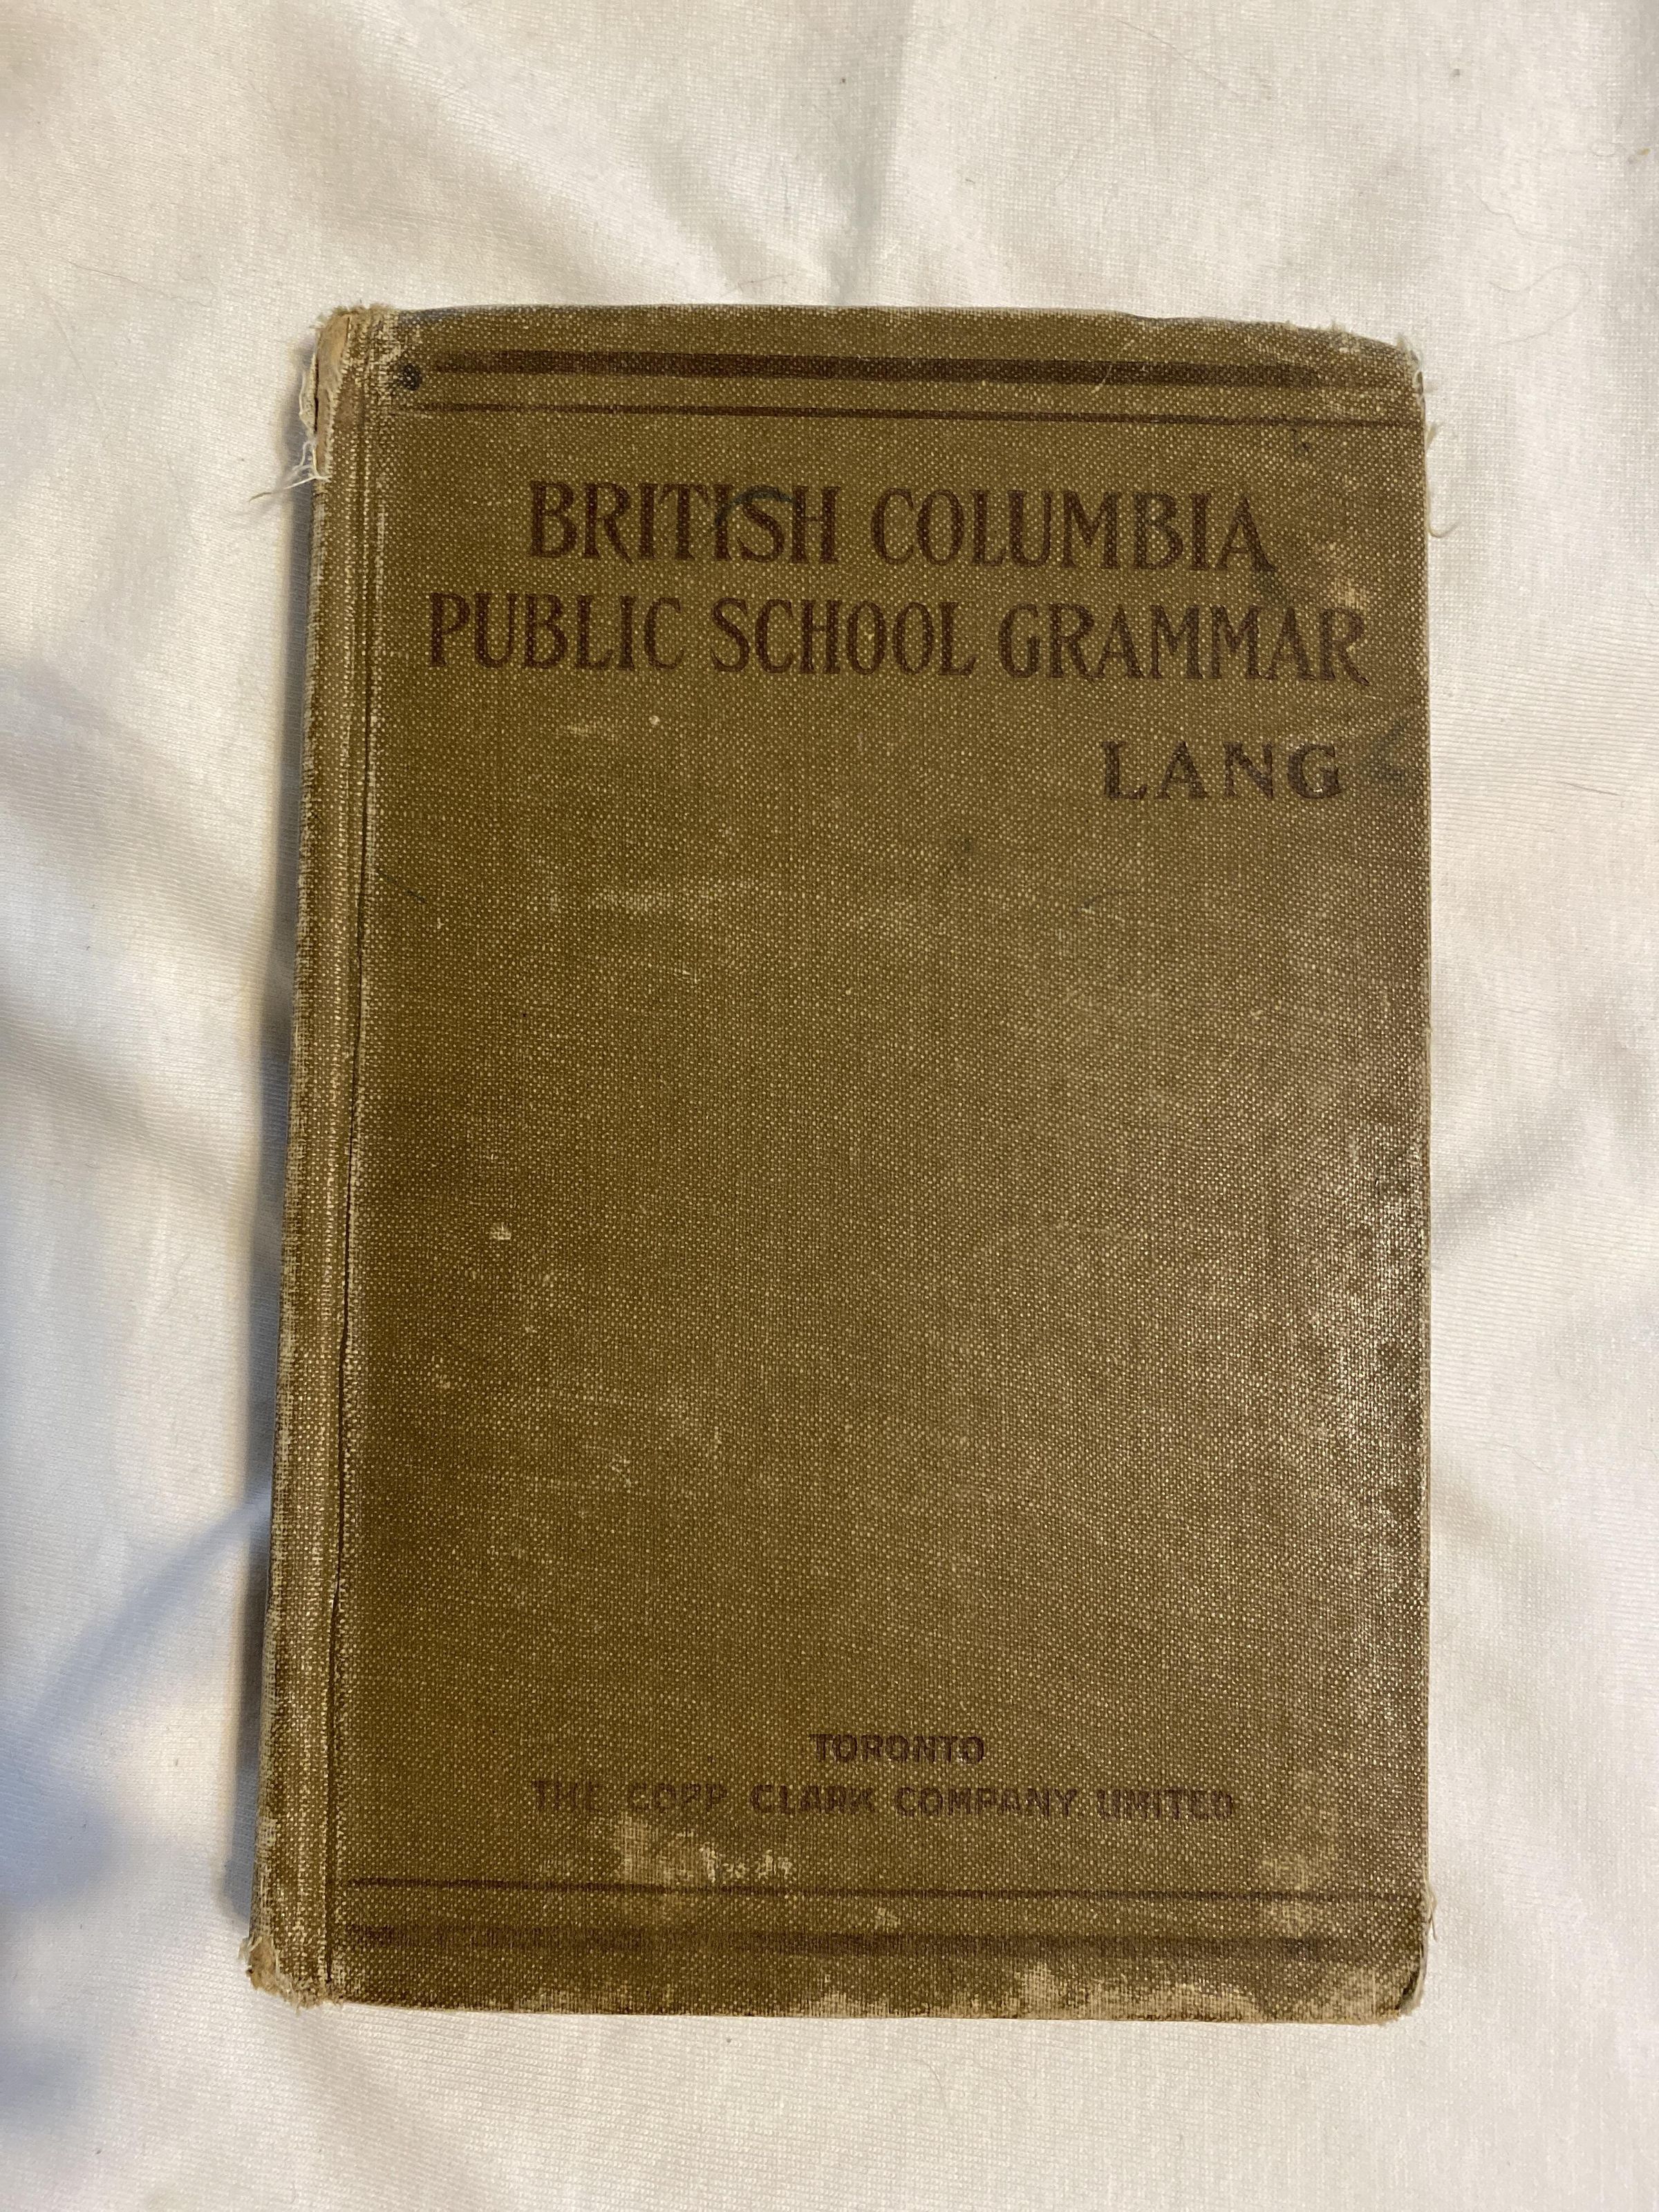 BRITISH COLUMBIA
PUBLIC SCHOOL GRAMMAR
LANG
TORONTO
THE COPP CLARK COMPANY LIMITED